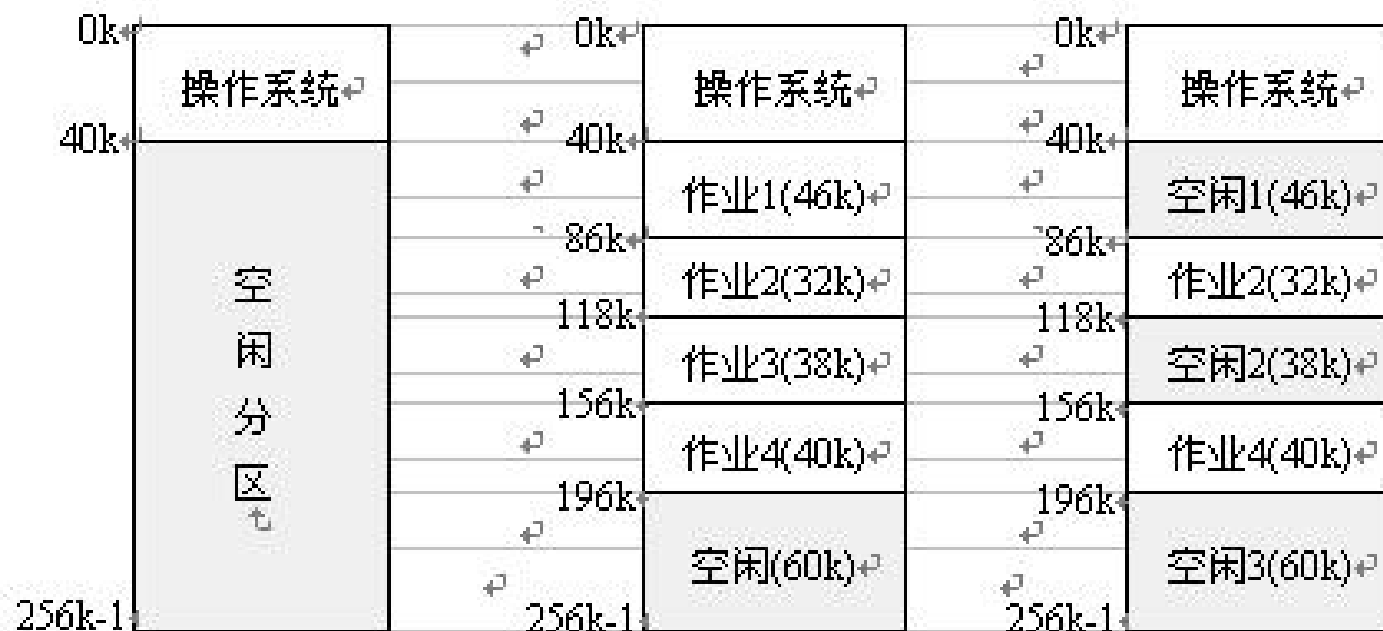 0k
操作系统
40k
空
闲
分
区
256k-1
0k
操作系统
40k
作业1(46k)
86k
作业2(32k)
118k
作业3(38k)
156k
作业4(40k)
196k
空闲(60k)
256k-1
0k
操作系统
40k
空闲1(46k)
86k
作业2(32k)
118k
空闲2(38k)
156k
作业4(40k)
196k
空闲3(60k)
256k-1